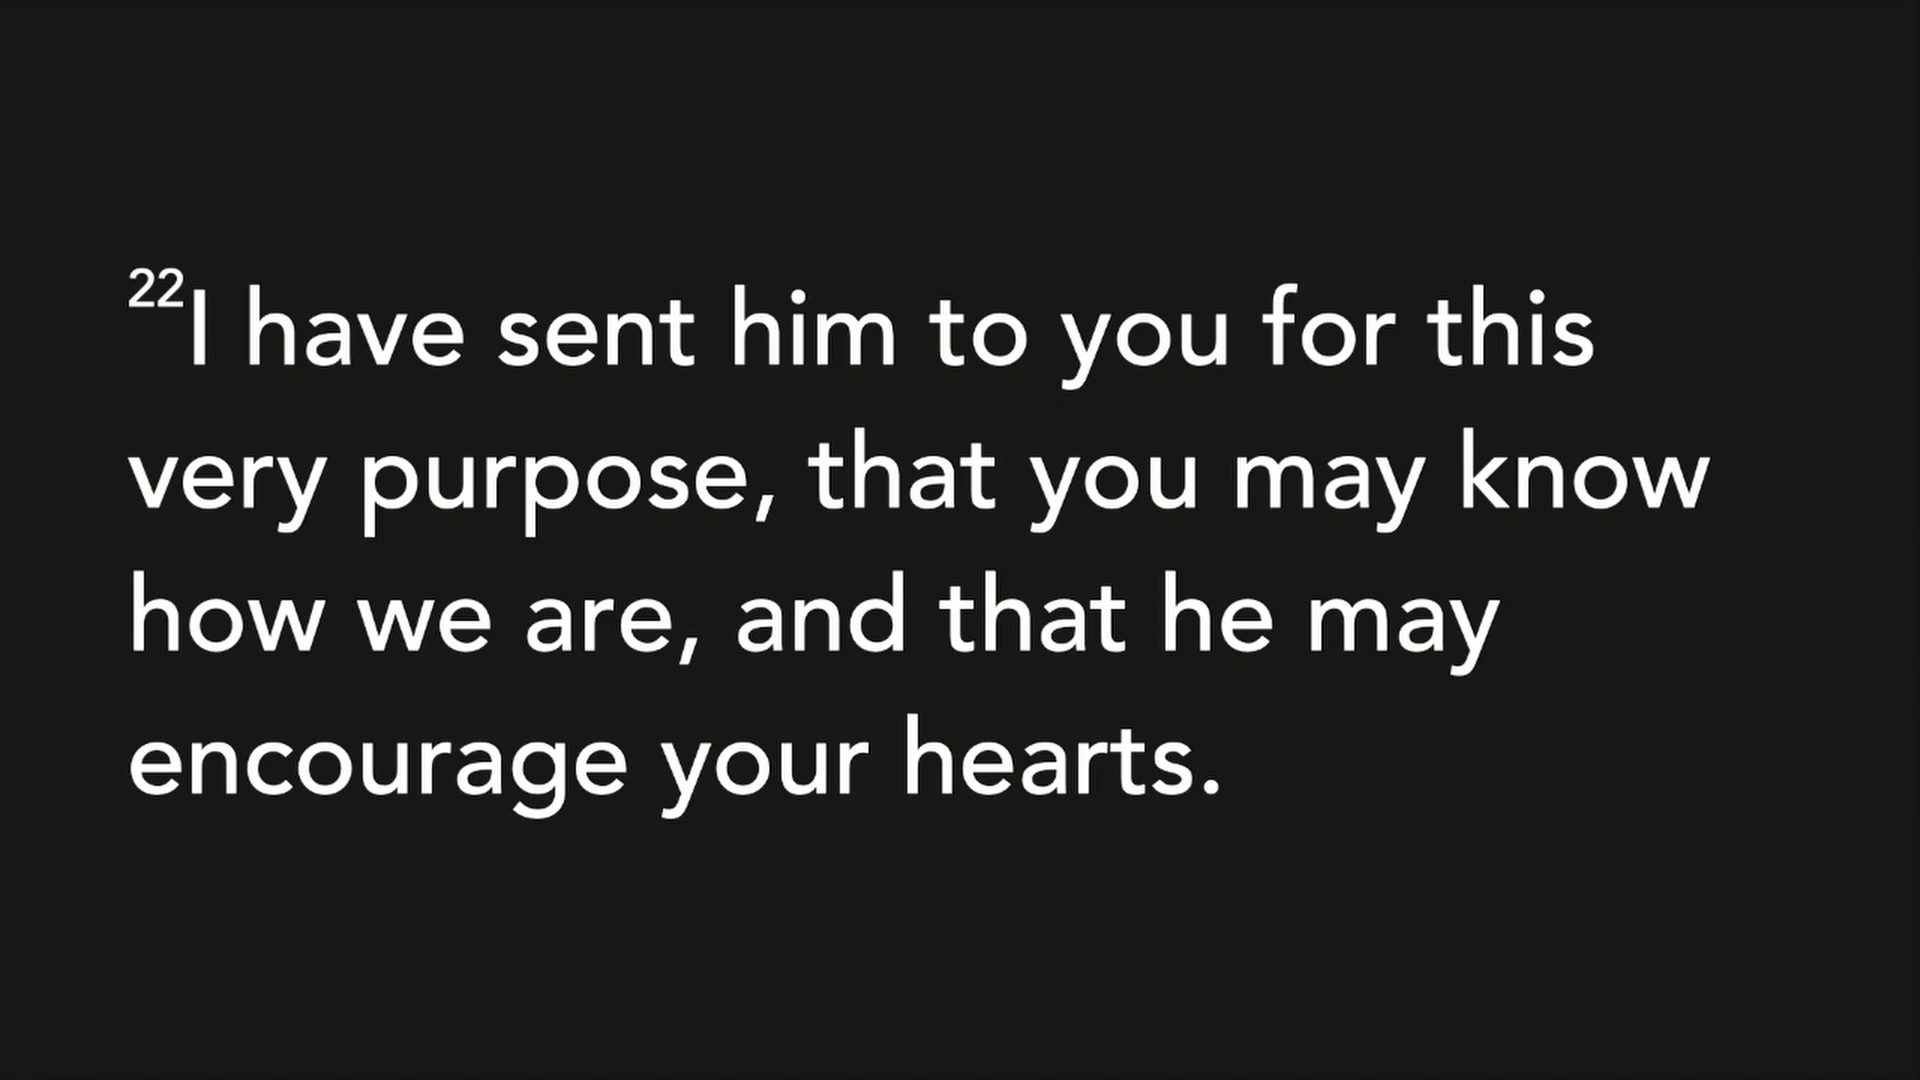 22I have sent him to you for this
very purpose, that you may know
how we are, and that he may
encourage your hearts.